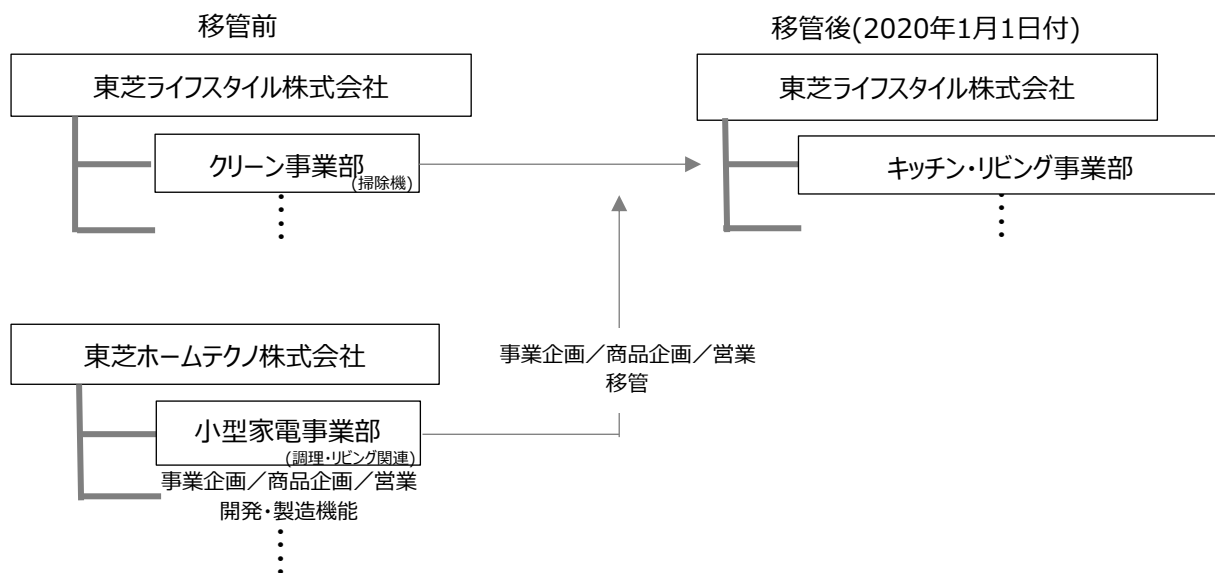 移管前
東芝ライフスタイル株式会社
クリーン事業部
(掃除機)
東芝ホームテクノ株式会社
小型家電事業部
(調理・リビング関連)
事業企画／商品企画／営業
開発・製造機能
事業企画／商品企画／営業
移管
移管後(2020年1月1日付)
東芝ライフスタイル株式会社
キッチン・リビング事業部